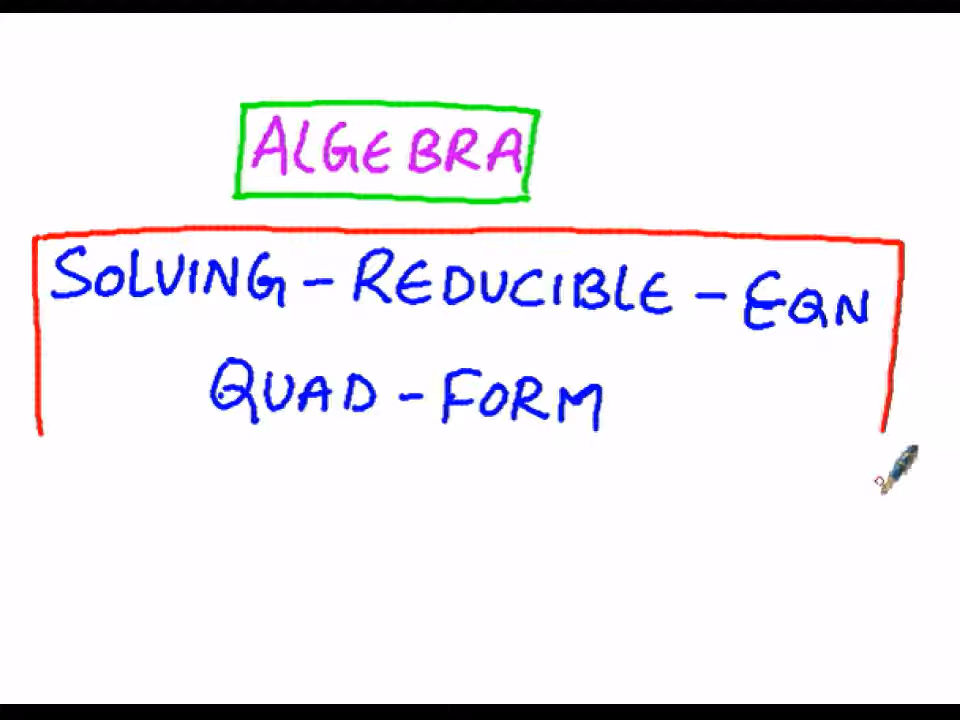 ALGEBRA
SOLVING - REDUCIBLE - EQN
QUAD - FORM